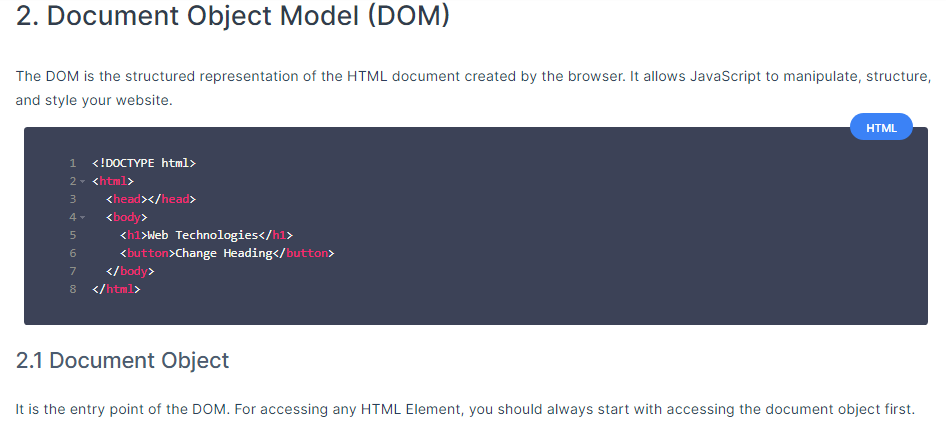 2. Document Object Model (DOM)
The DOM is the structured representation of the HTML document created by the browser. It allows JavaScript to manipulate, structure,
and style your website.
HTML
1 <!DOCTYPE html>
2 <html>
3   <head></head>
4   <body>
5     <h1>Web Technologies</h1>
6     <button>Change Heading</button>
7   </body>
8 </html>
2.1 Document Object
It is the entry point of the DOM. For accessing any HTML Element, you should always start with accessing the document object first.